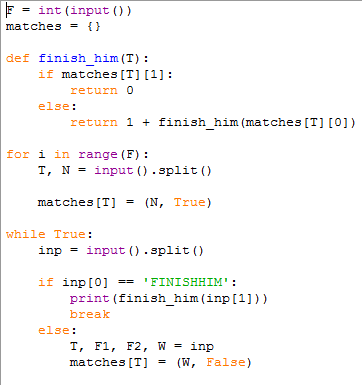 F = int(input())
matches = {}
def finish_him(T):
    if matches[T][1]:
        return 0
    else:
        return 1 + finish_him(matches[T][0])
for i in range(F):
    T, N = input().split()
    matches[T] = (N, True)
while True:
    inp = input().split()
    if inp[0] == 'FINISHHIM':
        print(finish_him(inp[1]))
        break
    else:
        T, F1, F2, W = inp
        matches[T] = (W, False)